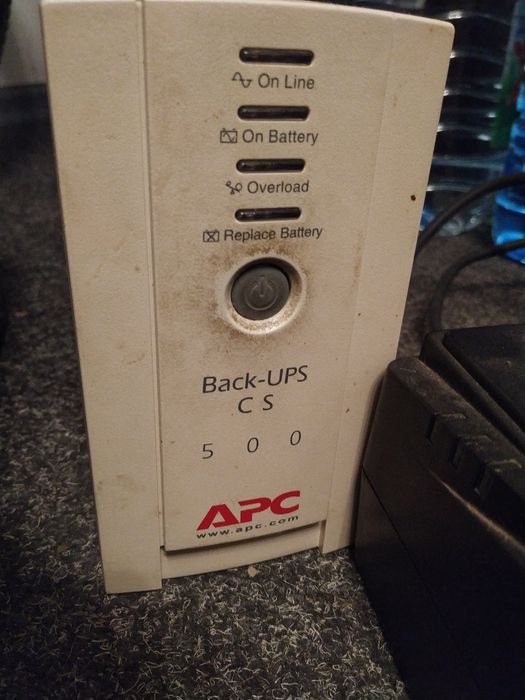 On Line
On Battery
Overload
Replace Battery
Back-UPS
CS
500
APC
www.apc.com